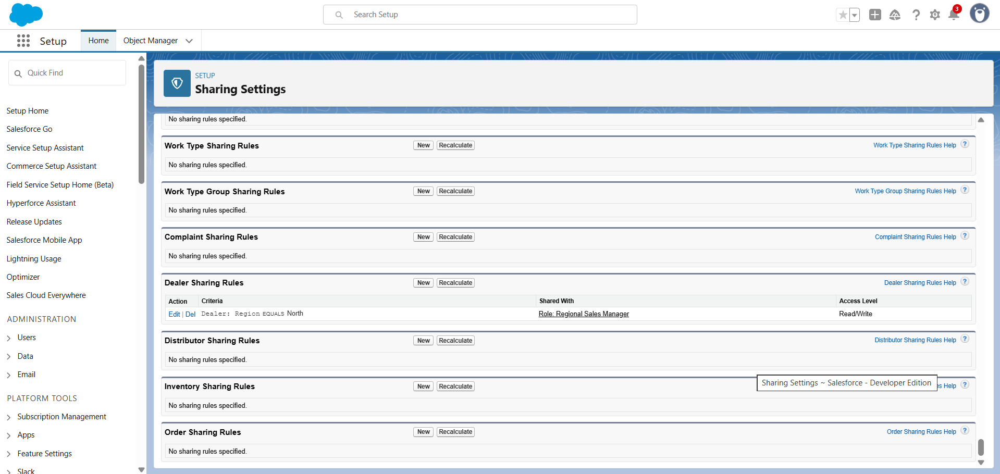 Search Setup
3
Setup
Home
Object Manager
Quick Find
Setup Home
Salesforce Go
Service Setup Assistant
Commerce Setup Assistant
Field Service Setup Home (Beta)
Hyperforce Assistant
Release Updates
Salesforce Mobile App
Lightning Usage
Optimizer
Sales Cloud Everywhere
ADMINISTRATION
Users
Data
Email
PLATFORM TOOLS
Subscription Management
Apps
Feature Settings
Slack
SETUP
Sharing Settings
No sharing rules specified.
Work Type Sharing Rules New Recalculate Work Type Sharing Rules Help ?
No sharing rules specified.
Work Type Group Sharing Rules New Recalculate Work Type Group Sharing Rules Help ?
No sharing rules specified.
Complaint Sharing Rules New Recalculate Complaint Sharing Rules Help ?
No sharing rules specified.
Dealer Sharing Rules New Recalculate Dealer Sharing Rules Help ?
Action Criteria Shared With Access Level
Edit | Del Dealer: Region EQUALS North Role: Regional Sales Manager Read/Write
Distributor Sharing Rules New Recalculate Distributor Sharing Rules Help ?
No sharing rules specified.
Sharing Settings ~ Salesforce - Developer Edition
Inventory Sharing Rules New Recalculate es Help ?
No sharing rules specified.
Order Sharing Rules New Recalculate Order Sharing Rules Help ?
No sharing rules specified.